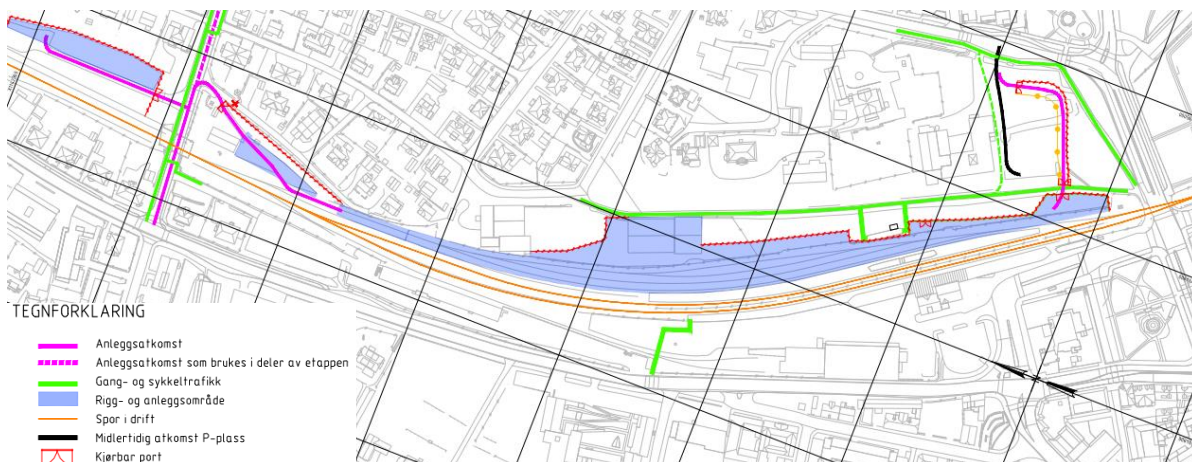 TEGNFORKLARING
Anleggsatkomst
Anleggsatkomst som brukes i deler av etappen
Gang- og sykkeltrafikk
Rigg- og anleggsområde
Spor i drift
Midlertidig atkomst P-plass
Kjørbar port